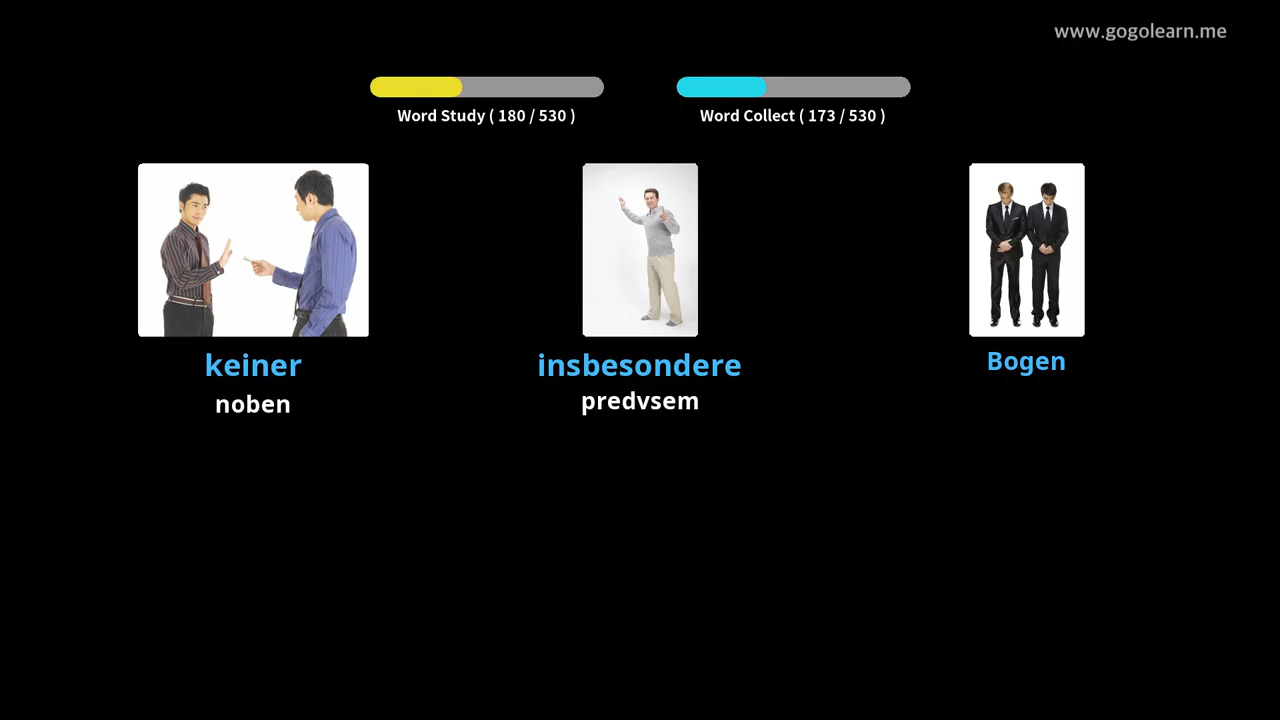 www.gogolearn.me
Word Study ( 180 / 530 )
Word Collect ( 173 / 530 )
keiner
noben
insbesondere
predvsem
Bogen